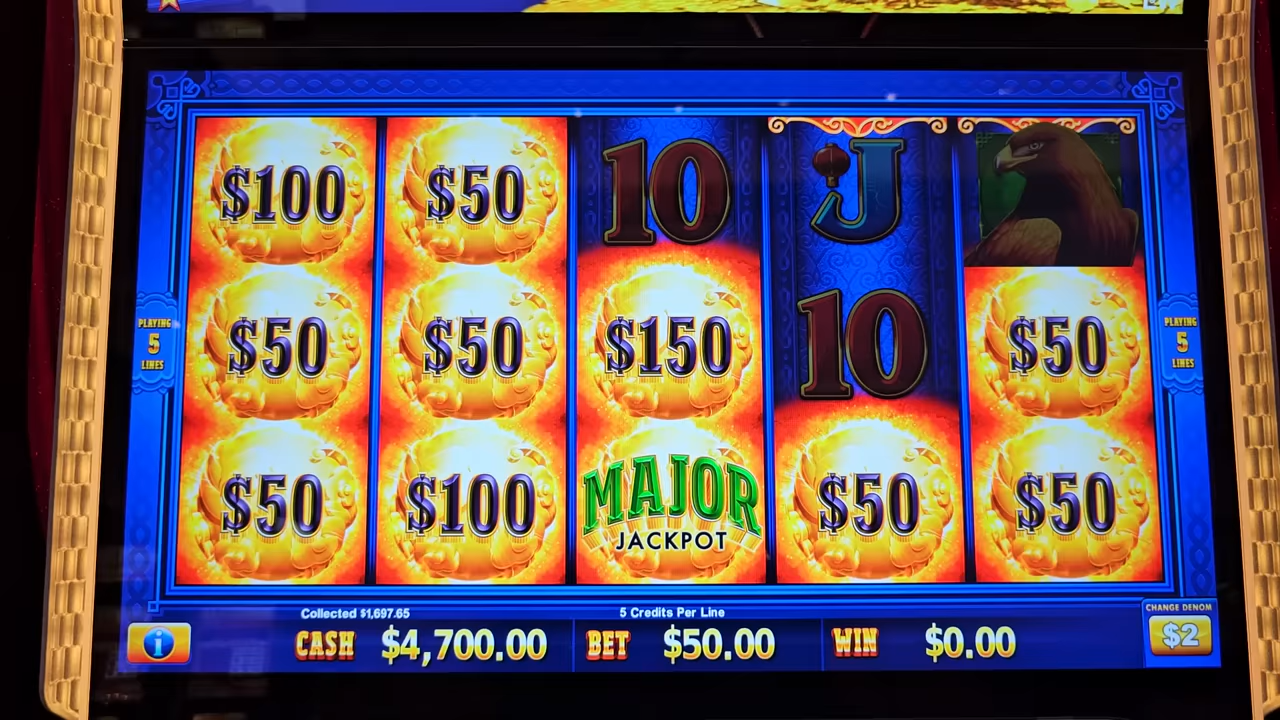 $100 $50 10 J
PLAYING
5
LINES
$50 $50 $150 10 $50
PLAYING
5
LINES
$50 $100 MAJOR
JACKPOT
$50 $50
Collected $1,697.65
5 Credits Per Line
CHANGE DENOM
$2
CASH $4,700.00 BET $50.00 WIN $0.00